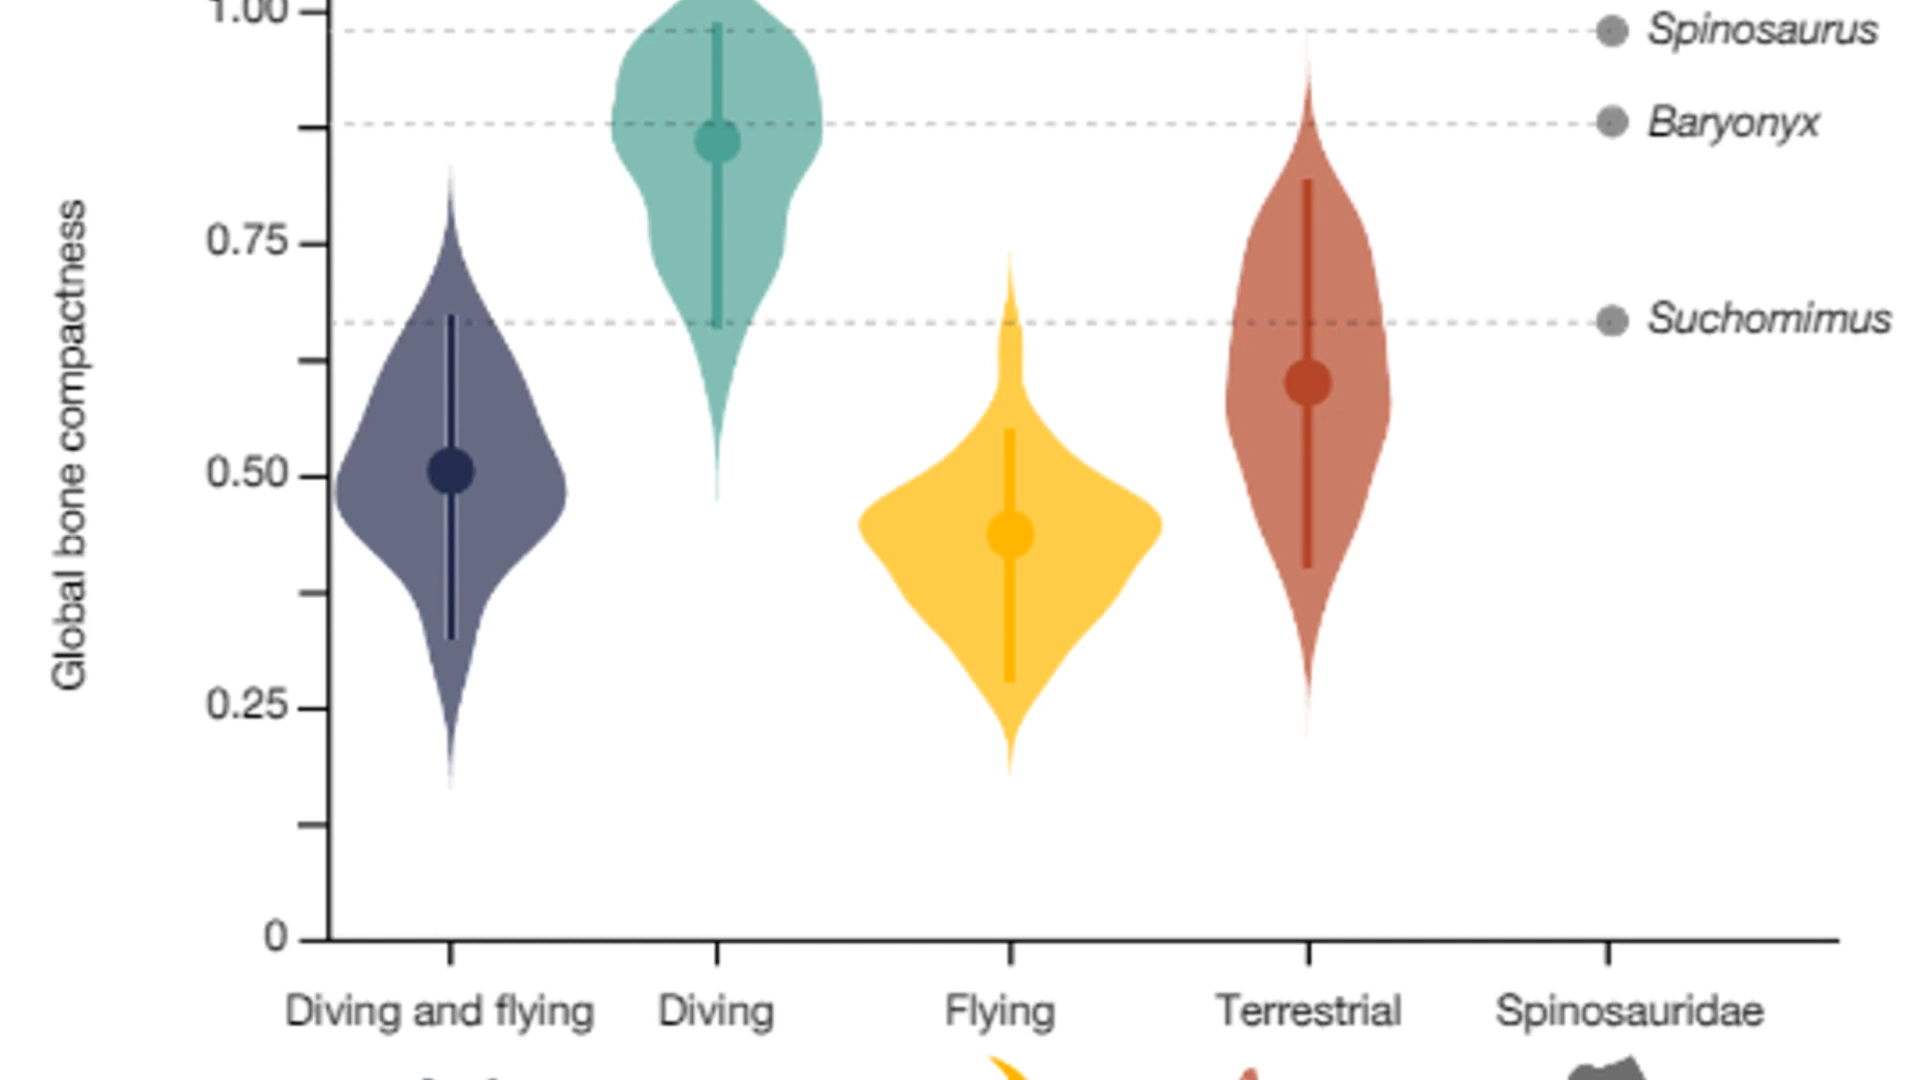 1.00
Spinosaurus
Baryonyx
0.75
Suchomimus
0.50
0.25
0
Global bone compactness
Diving and flying
Diving
Flying
Terrestrial
Spinosauridae